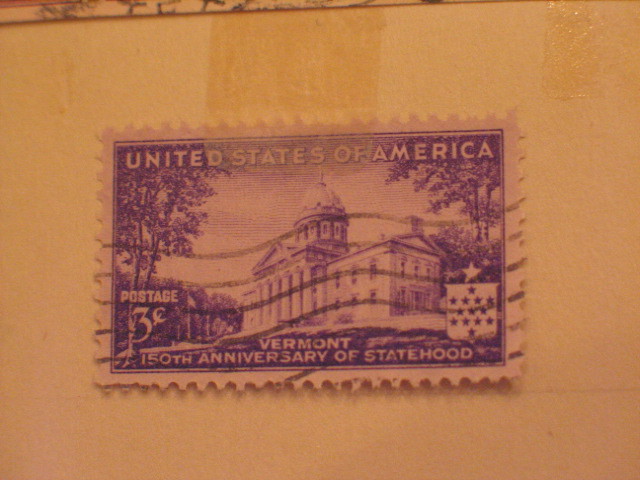 UNITED STATES OF AMERICA
POSTAGE
3¢
VERMONT
150TH ANNIVERSARY OF STATEHOOD